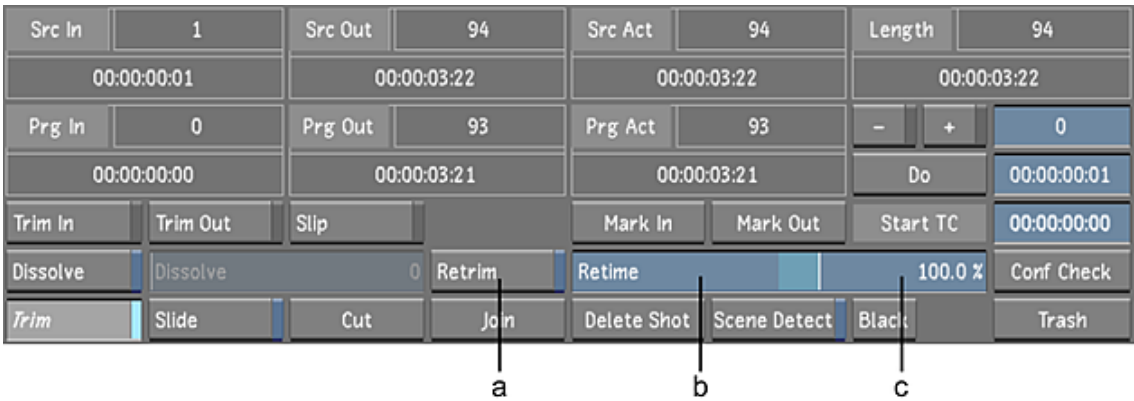 Src In 1 Src Out 94 Src Act 94 Length 94
00:00:00:01 00:00:03:22 00:00:03:22 00:00:03:22
Prg In 0 Prg Out 93 Prg Act 93 - + 0
00:00:00:00 00:00:03:21 00:00:03:21 Do 00:00:00:01
Trim In Trim Out Slip Mark In Mark Out Start TC 00:00:00:00
Dissolve Dissolve 0 Retrim Retime 100.0 % Conf Check
Trim Slide Cut Join Delete Shot Scene Detect Black Trash
a b c